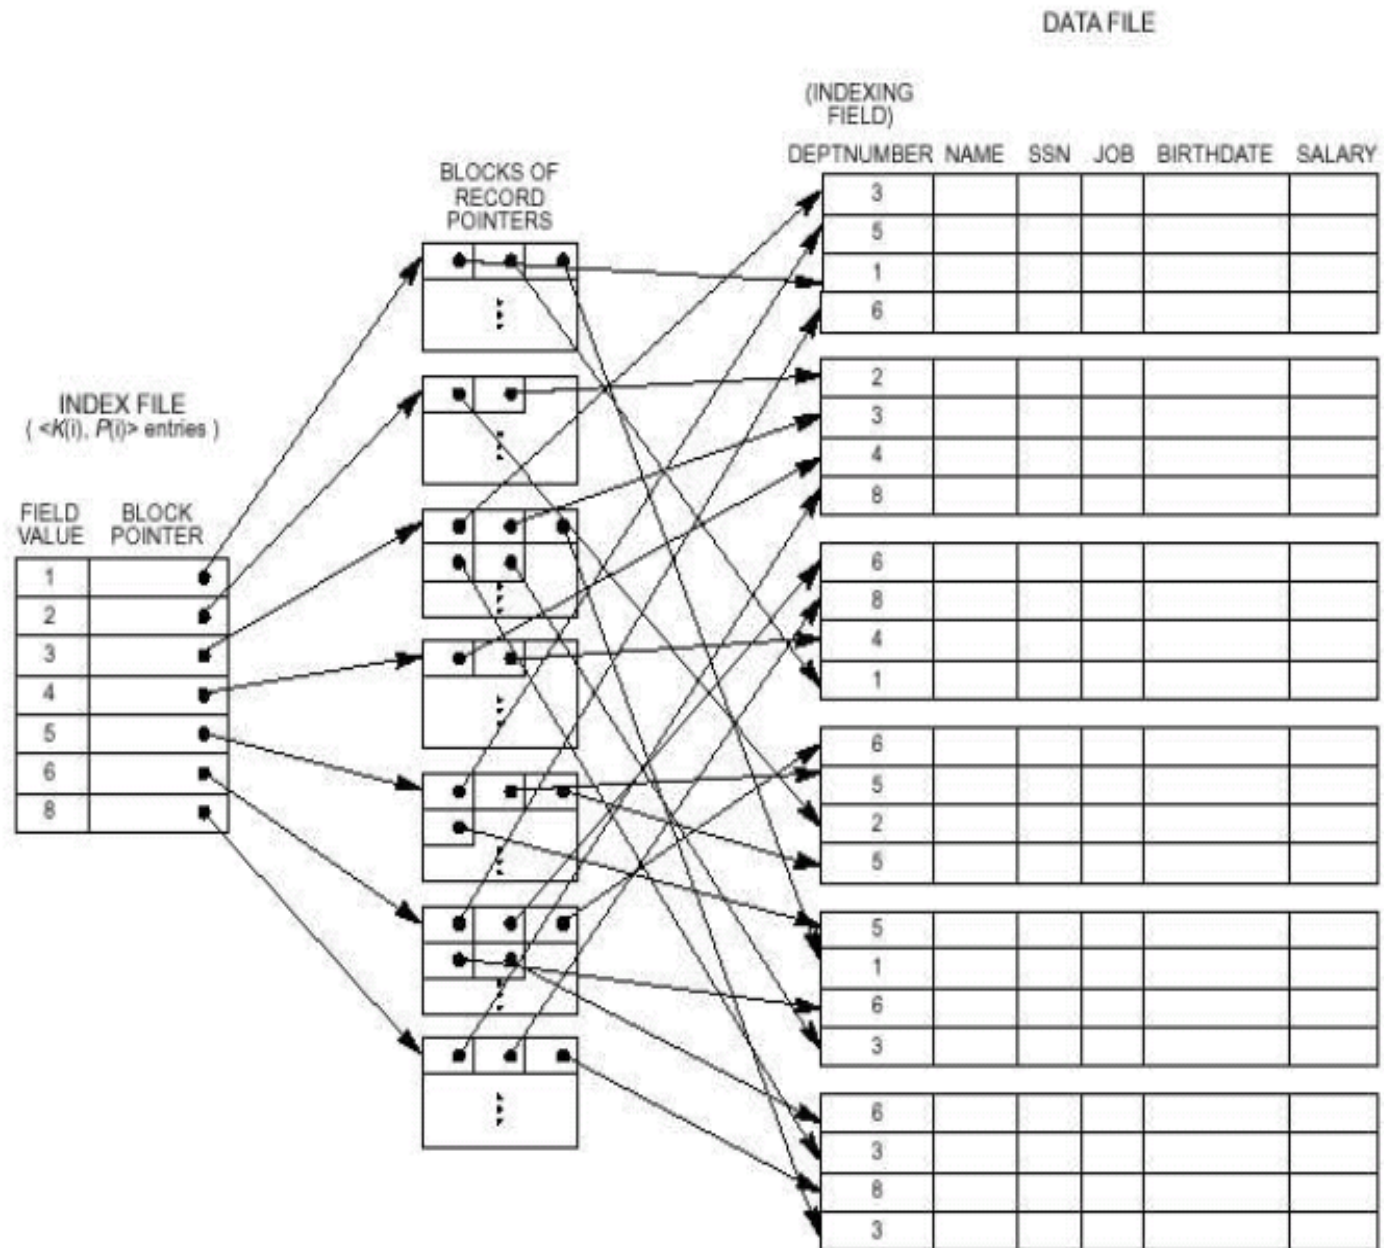 DATA FILE
(INDEXING
FIELD)
DEPTNUMBER NAME SSN JOB BIRTHDATE SALARY
BLOCKS OF
RECORD
POINTERS
INDEX FILE
( <K(i), P(i)> entries )
FIELD
VALUE
BLOCK
POINTER
1
2
3
4
5
6
8
3
5
1
6
2
3
4
8
6
8
4
1
6
5
2
5
5
1
6
3
6
3
8
3